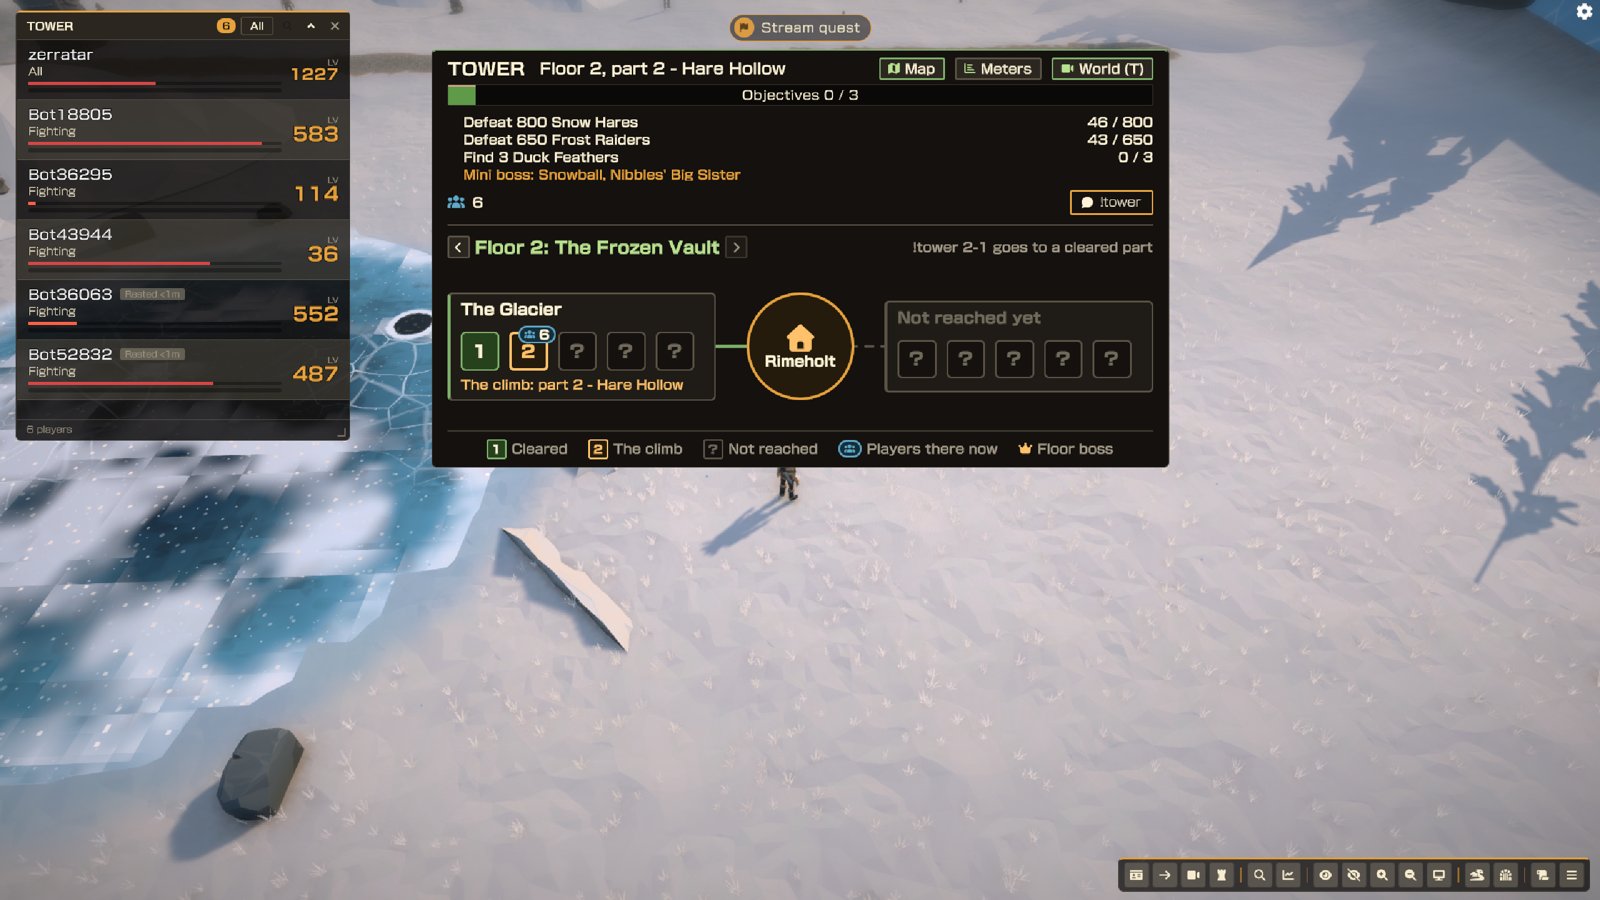 TOWER
6
All
zerratar
All
LV
1227
Bot18805
Fighting
LV
583
Bot36295
Fighting
LV
114
Bot43944
Fighting
LV
36
Bot36063
Rested <1m
Fighting
LV
552
Bot52832
Rested <1m
Fighting
LV
487
6 players
Stream quest
TOWER Floor 2, part 2 - Hare Hollow
Map
Meters
World (T)
Objectives 0 / 3
Defeat 800 Snow Hares 46 / 800
Defeat 650 Frost Raiders 43 / 650
Find 3 Duck Feathers 0 / 3
Mini boss: Snowball, Nibbles' Big Sister
6
!tower
< Floor 2: The Frozen Vault >
!tower 2-1 goes to a cleared part
The Glacier
6
1 2 ? ? ?
The climb: part 2 - Hare Hollow
Rimeholt
Not reached yet
? ? ? ? ?
1 Cleared
2 The climb
? Not reached
Players there now
Floor boss